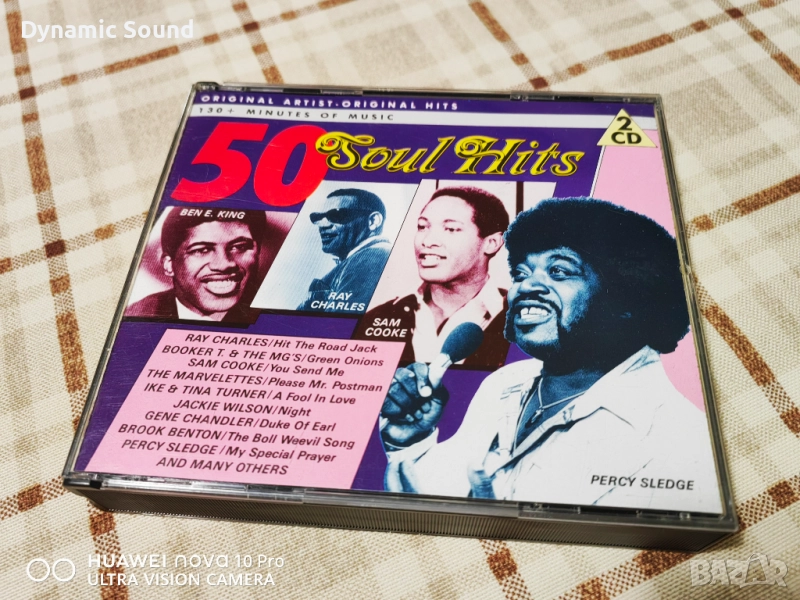 Dynamic Sound
ORIGINAL ARTIST·ORIGINAL HITS
130+ MINUTES OF MUSIC
2
CD
50 Soul Hits
BEN E. KING
RAY
CHARLES
SAM
COOKE
RAY CHARLES/Hit The Road Jack
BOOKER T. & THE MG'S/Green Onions
SAM COOKE/You Send Me
THE MARVELETTES/Please Mr. Postman
IKE & TINA TURNER/A Fool In Love
JACKIE WILSON/Night
GENE CHANDLER/Duke Of Earl
BROOK BENTON/The Boll Weevil Song
PERCY SLEDGE/My Special Prayer
AND MANY OTHERS
PERCY SLEDGE
HUAWEI nova 10 Pro
ULTRA VISION CAMERA
BAZAR